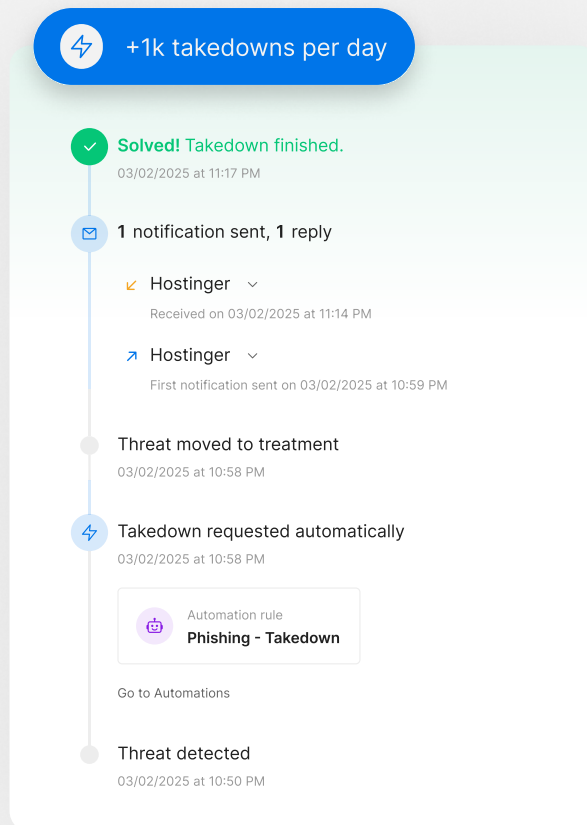 +1k takedowns per day
Solved! Takedown finished.
03/02/2025 at 11:17 PM
1 notification sent, 1 reply
Hostinger
Received on 03/02/2025 at 11:14 PM
Hostinger
First notification sent on 03/02/2025 at 10:59 PM
Threat moved to treatment
03/02/2025 at 10:58 PM
Takedown requested automatically
03/02/2025 at 10:58 PM
Automation rule
Phishing - Takedown
Go to Automations
Threat detected
03/02/2025 at 10:50 PM